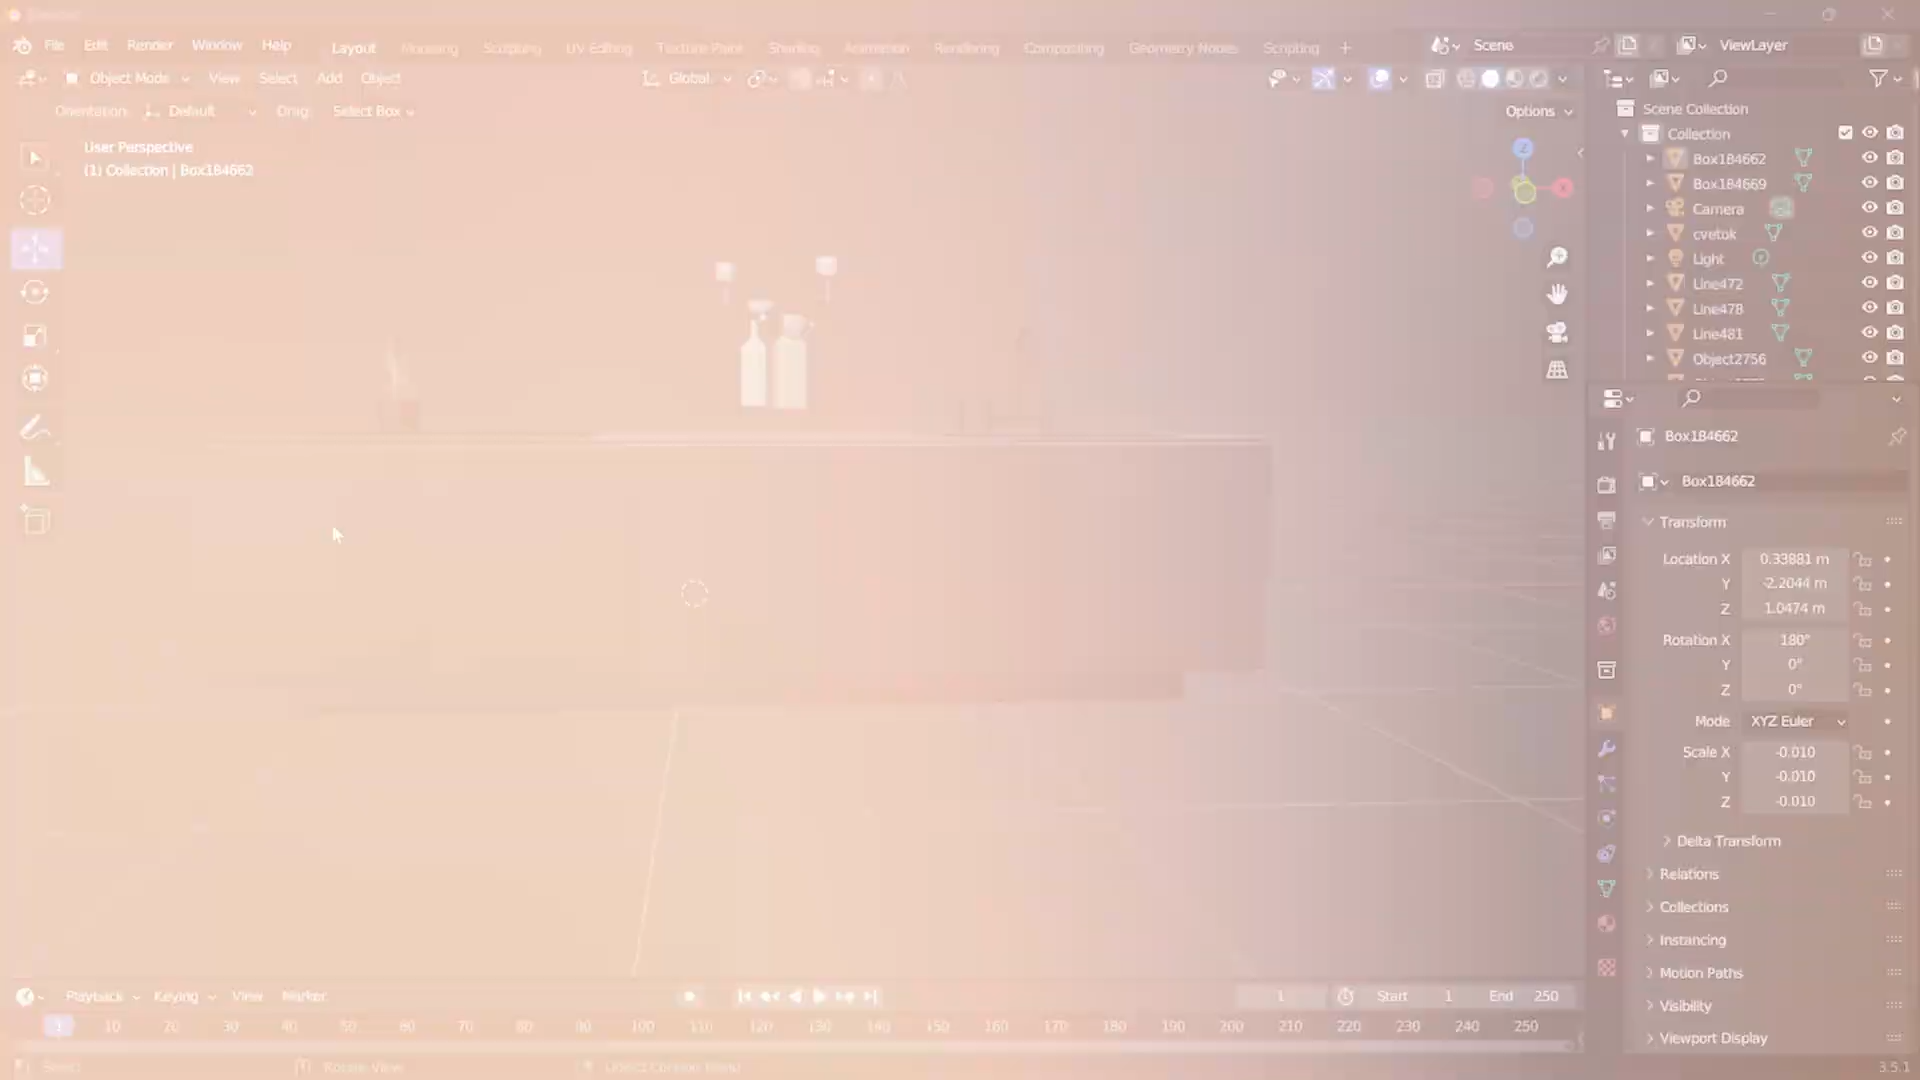 File Edit Render Window Help Layout Modeling Sculpting UV Editing Texture Paint Shading Animation Rendering Compositing Geometry Nodes Scripting + Scene ViewLayer
Object Mode View Select Add Object Global
Orientation: Default Drag: Select Box Options
User Perspective
(1) Collection | Box184662
Z
X
Scene Collection
Collection
Box184662
Box184669
Camera
cvetok
Light
Line472
Line478
Line481
Object2756
Box184662
Box184662
Transform
Location X 0.33881 m
Y -2.2044 m
Z 1.0474 m
Rotation X 180°
Y 0°
Z 0°
Mode XYZ Euler
Scale X -0.010
Y -0.010
Z -0.010
Delta Transform
Relations
Collections
Instancing
Motion Paths
Visibility
Viewport Display
Playback Keying View Marker 1 Start 1 End 250
1 10 20 30 40 50 60 70 80 90 100 110 120 130 140 150 160 170 180 190 200 210 220 230 240 250
Select Rotate View Object Context Menu 3.5.1